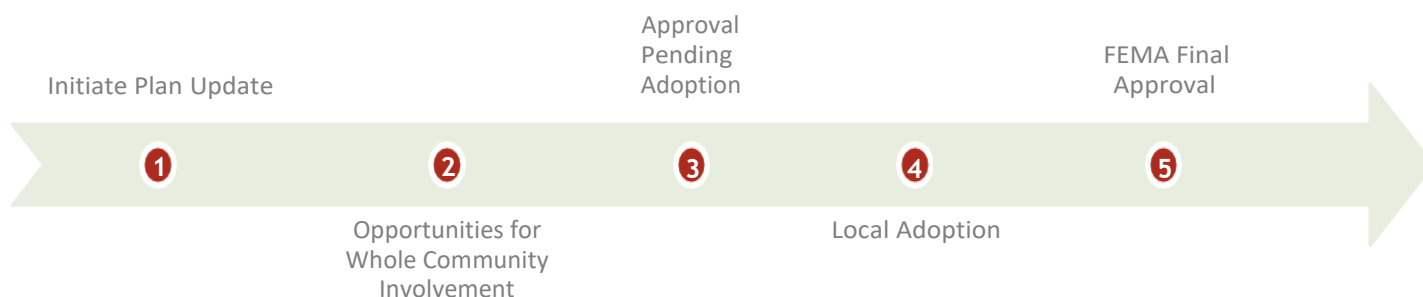 Initiate Plan Update
Approval
Pending
Adoption
FEMA Final
Approval
1
2
3
4
5
Opportunities for
Whole Community
Involvement
Local Adoption